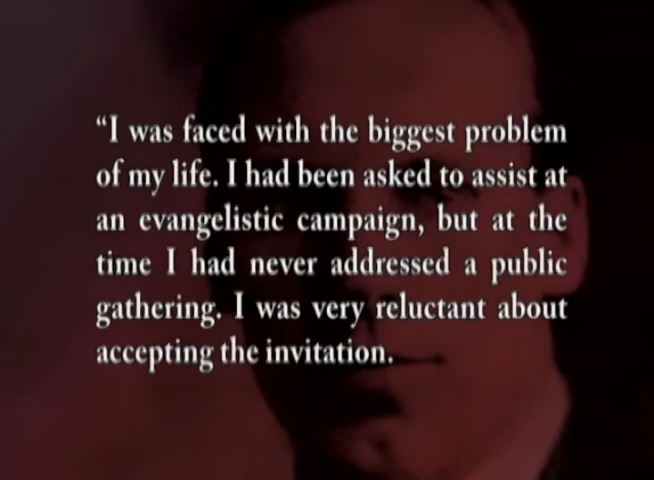 “I was faced with the biggest problem
of my life. I had been asked to assist at
an evangelistic campaign, but at the
time I had never addressed a public
gathering. I was very reluctant about
accepting the invitation.